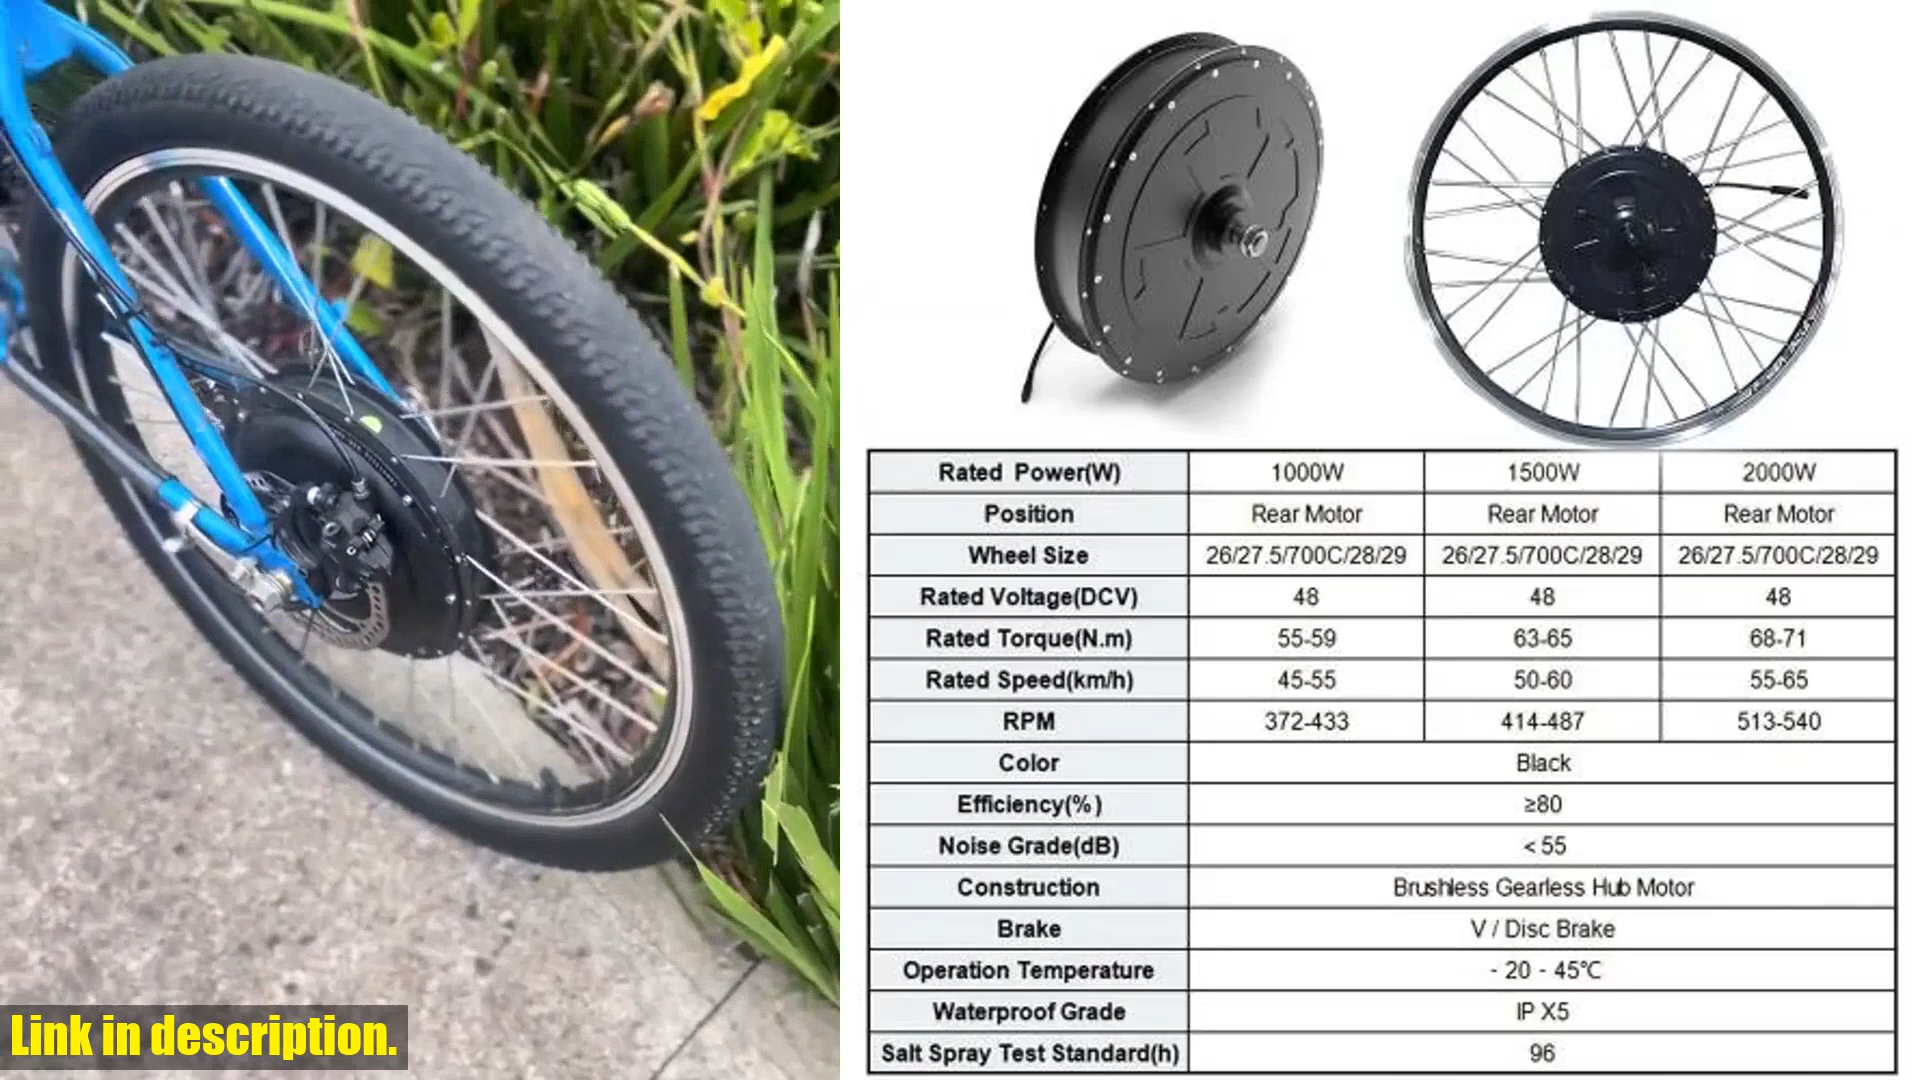 Rated Power(W) 1000W 1500W 2000W
Position Rear Motor Rear Motor Rear Motor
Wheel Size 26/27.5/700C/28/29 26/27.5/700C/28/29 26/27.5/700C/28/29
Rated Voltage(DCV) 48 48 48
Rated Torque(N.m) 55-59 63-65 68-71
Rated Speed(km/h) 45-55 50-60 55-65
RPM 372-433 414-487 513-540
Color Black
Efficiency(%) ≥80
Noise Grade(dB) < 55
Construction Brushless Gearless Hub Motor
Brake V / Disc Brake
Operation Temperature - 20 - 45℃
Waterproof Grade IP X5
Salt Spray Test Standard(h) 96
Link in description.